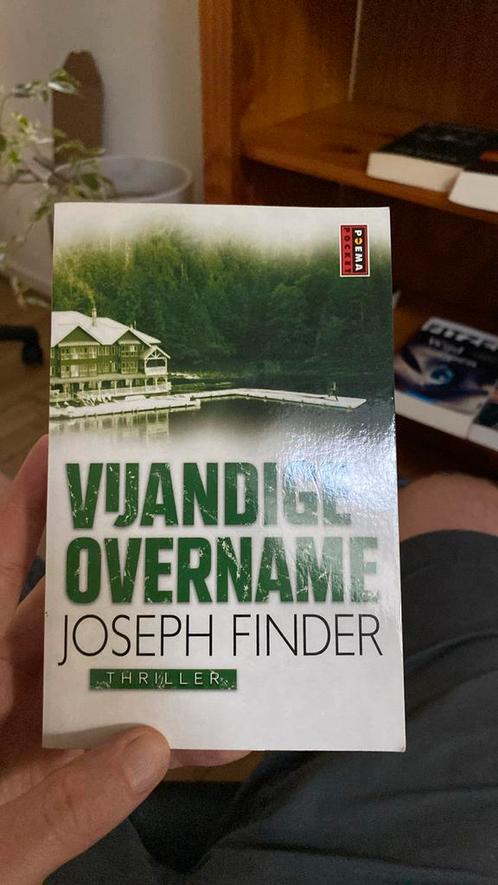 POEMA
POCKET
VIJANDIGE
OVERNAME
JOSEPH FINDER
THRILLER